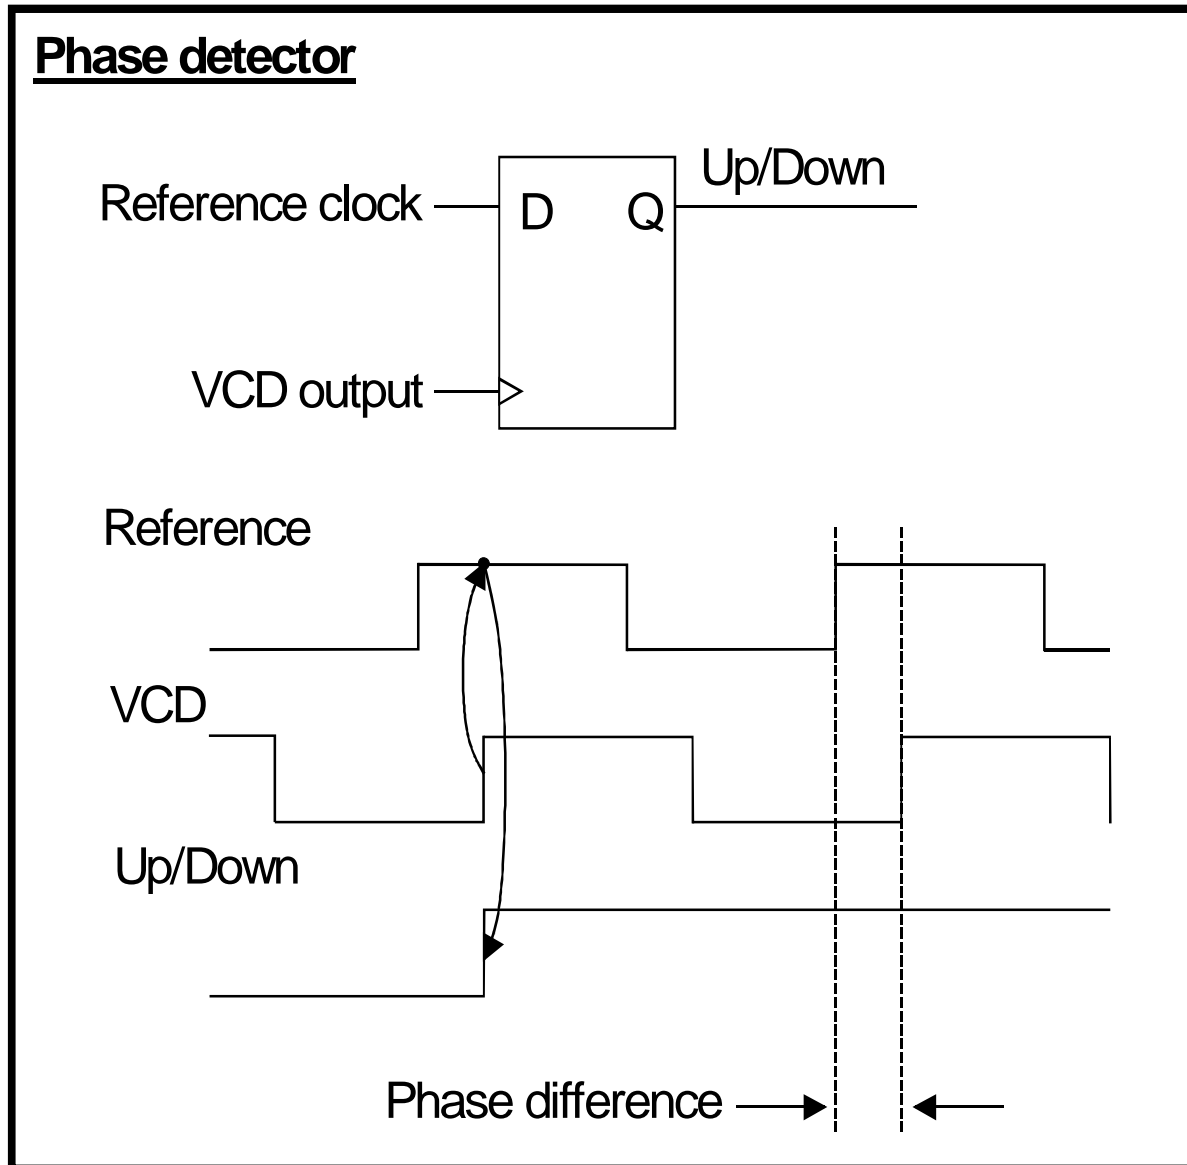 Phase detector
Up/Down
Reference clock
D Q
VCD output
Reference
VCD
Up/Down
Phase difference